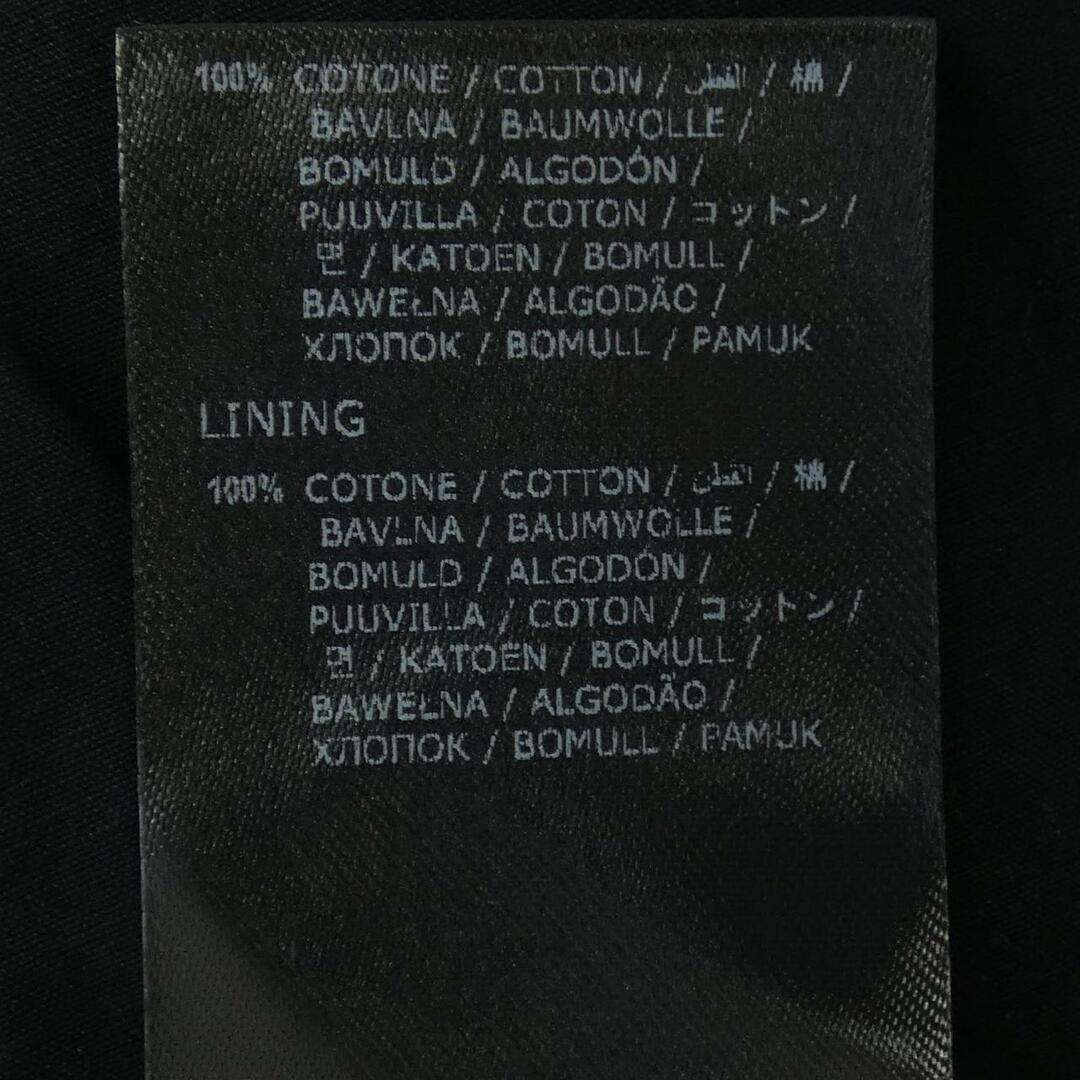 100% COTONE / COTTON / القطن / 棉 /
BAVLNA / BAUMWOLLE /
BOMULD / ALGODÓN /
PUUVILLA / COTON / コットン /
면 / KATOEN / BOMULL /
BAWEŁNA / ALGODÃO /
ХЛОПОК / BOMULL / PAMUK
LINING
100% COTONE / COTTON / القطن / 棉 /
BAVLNA / BAUMWOLLE /
BOMULD / ALGODÓN /
PUUVILLA / COTON / コットン /
면 / KATOEN / BOMULL /
BAWEŁNA / ALGODÃO /
ХЛОПОК / BOMULL / PAMUK